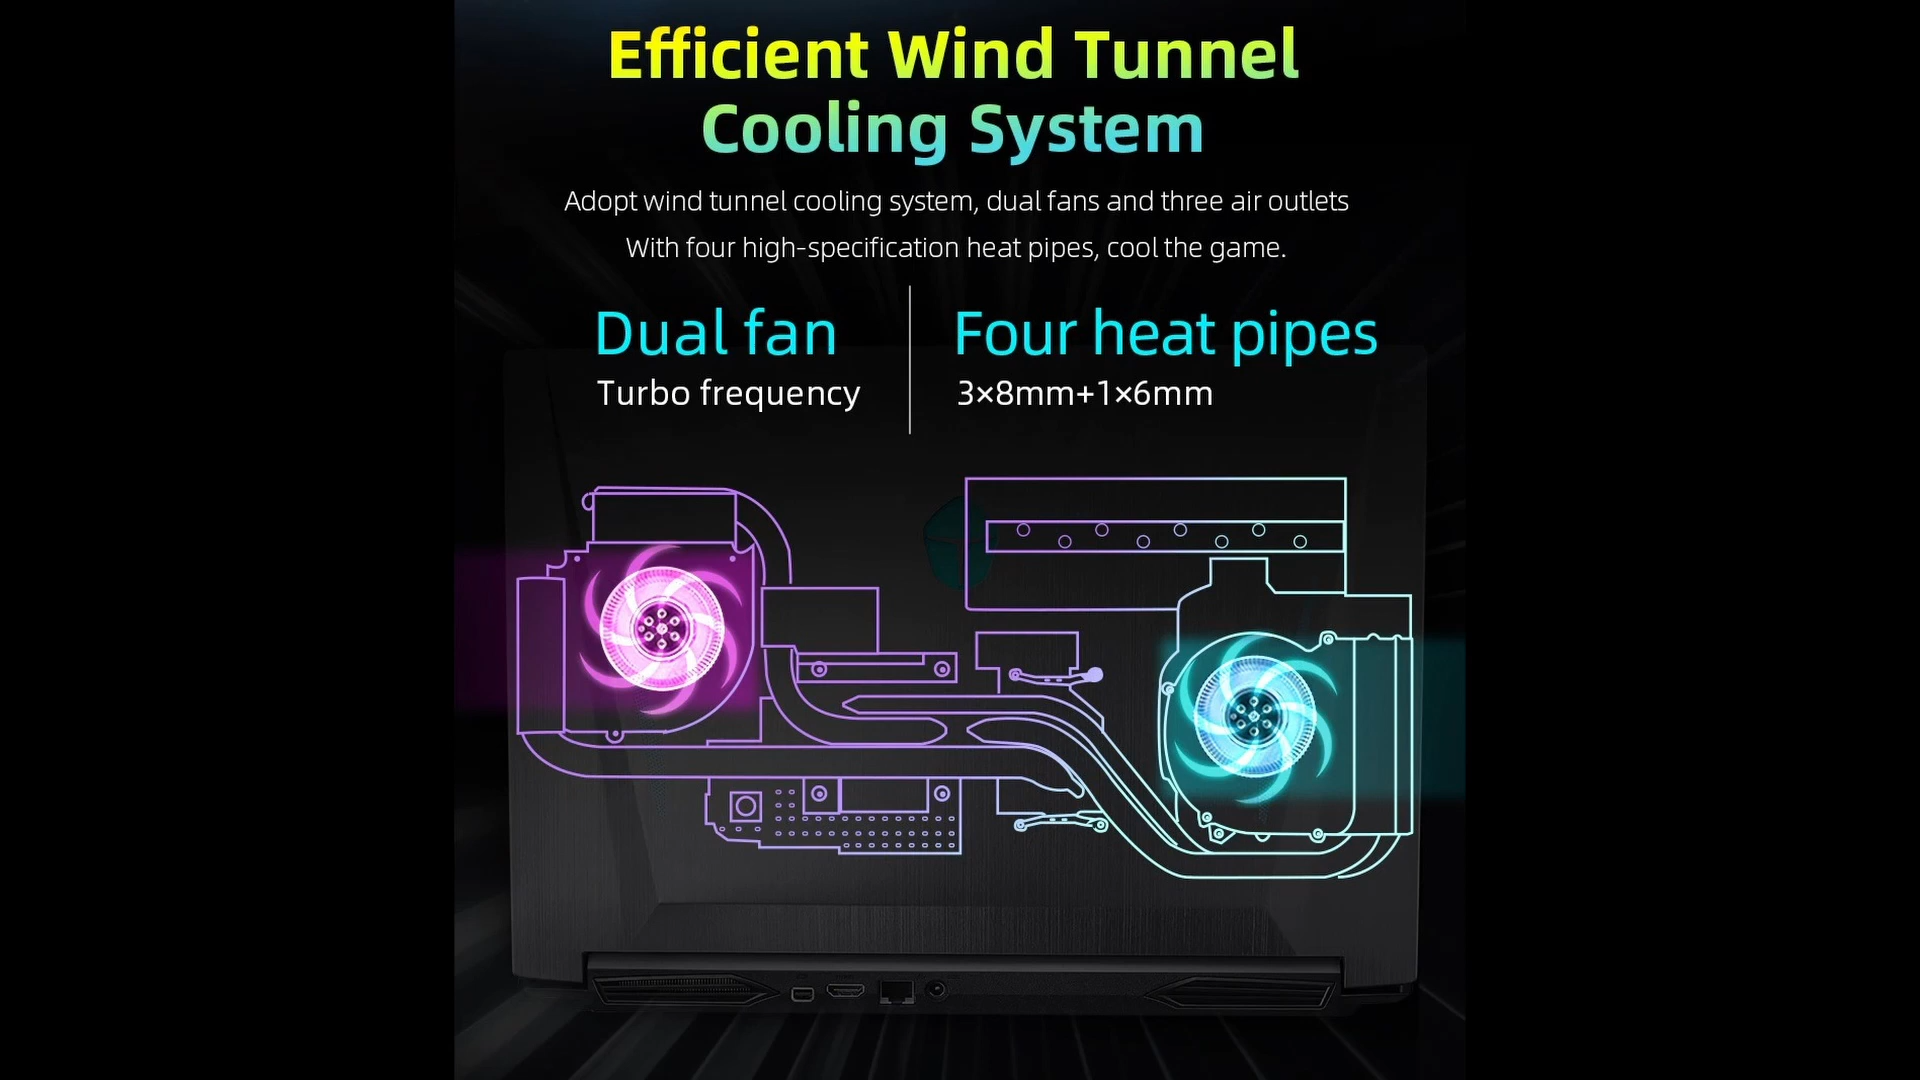 Efficient Wind Tunnel
Cooling System
Adopt wind tunnel cooling system, dual fans and three air outlets
With four high-specification heat pipes, cool the game.
Dual fan
Turbo frequency
Four heat pipes
3×8mm+1×6mm